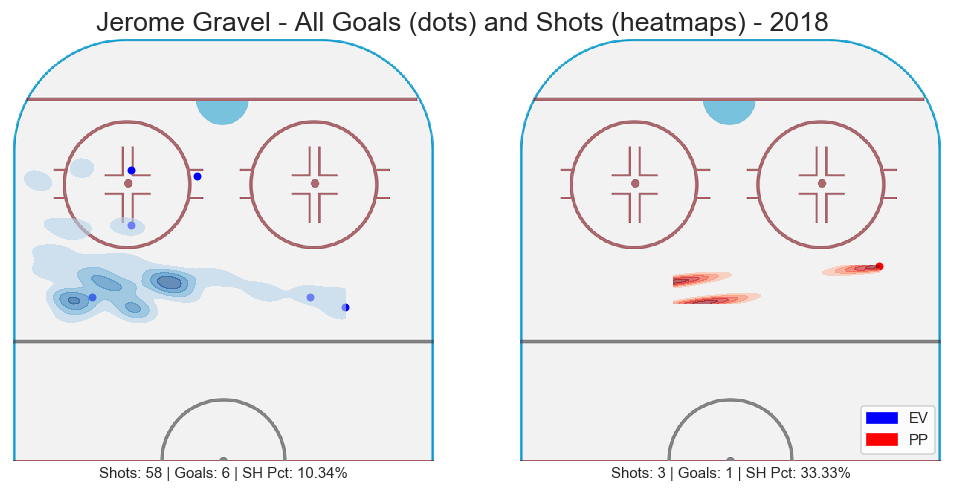 Jerome Gravel - All Goals (dots) and Shots (heatmaps) - 2018
EV
PP
Shots: 58 | Goals: 6 | SH Pct: 10.34%
Shots: 3 | Goals: 1 | SH Pct: 33.33%